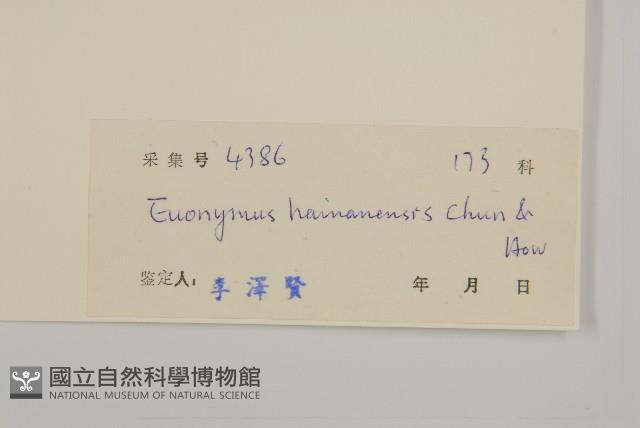 采集号 4386 173 科
Euonymus hainanensis Chun &
How
鉴定人: 李澤賢 年 月 日
國立自然科學博物館
NATIONAL MUSEUM OF NATURAL SCIENCE